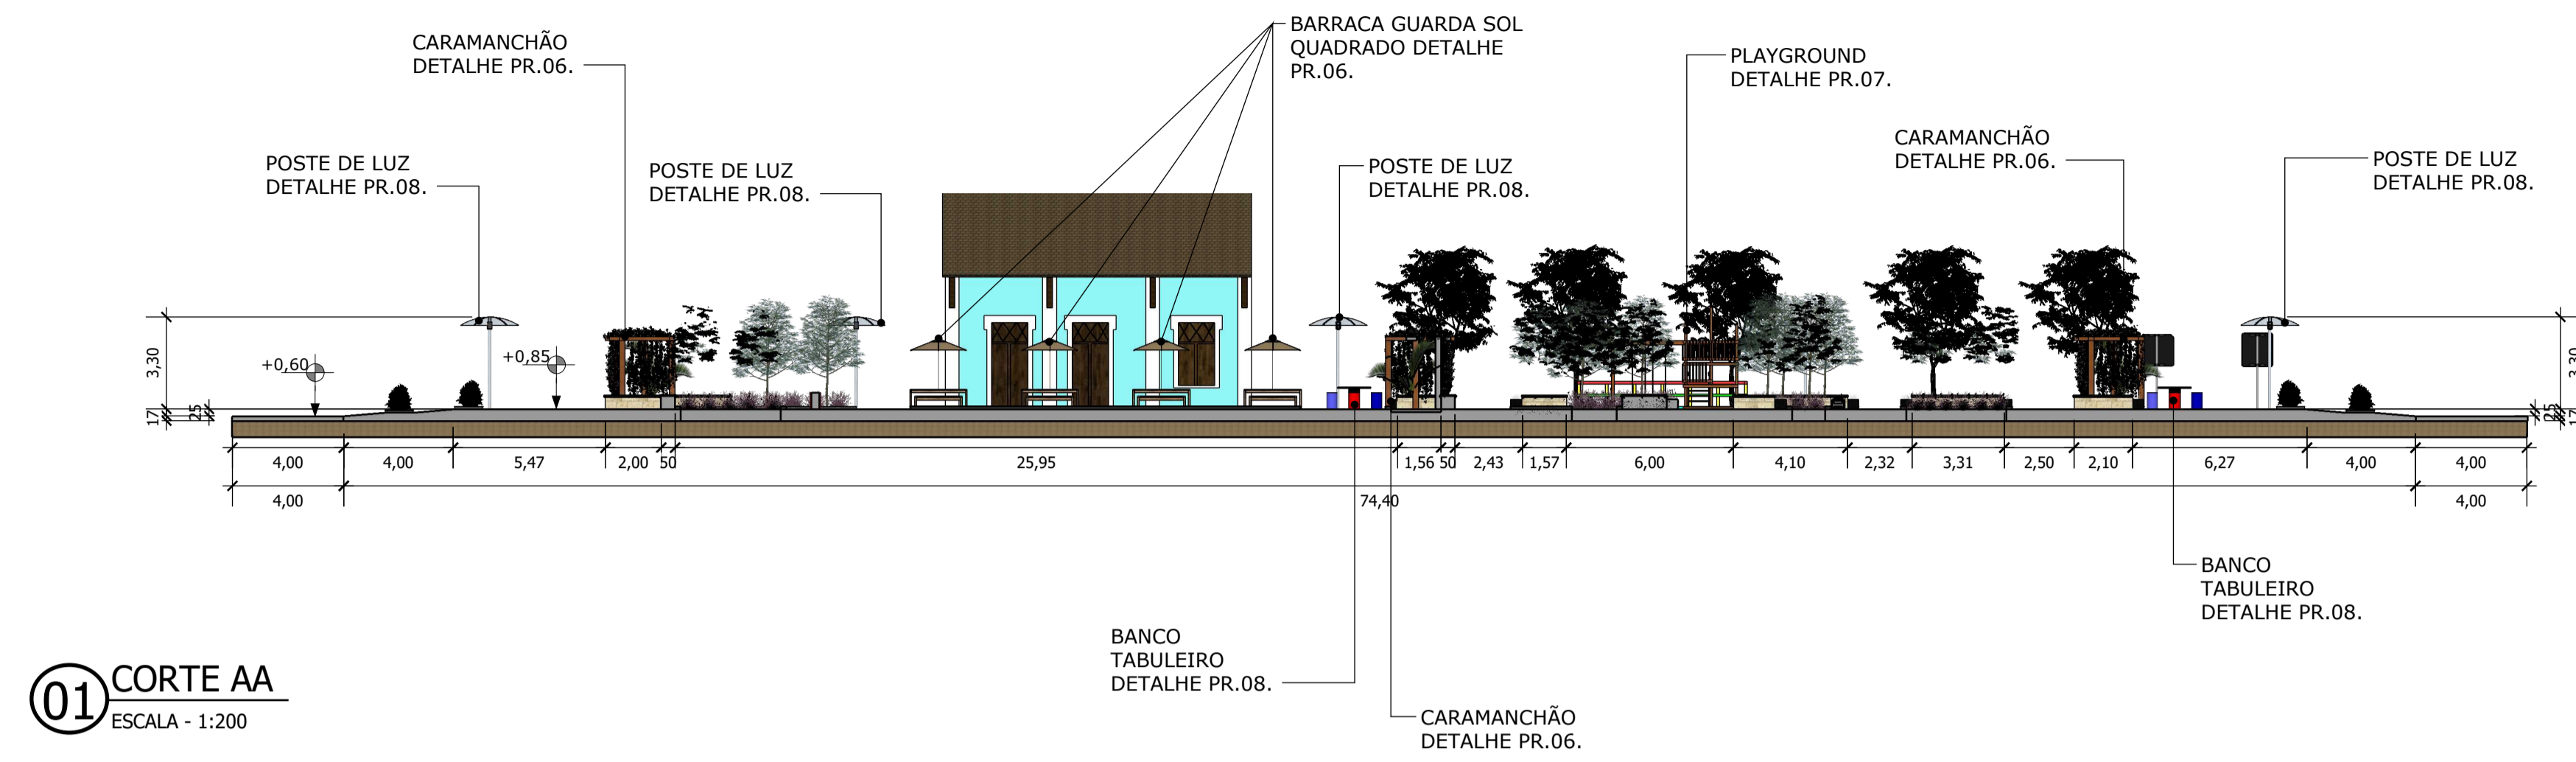 BARRACA GUARDA SOL
QUADRADO DETALHE
PR.06.
CARAMANCHÃO
DETALHE PR.06.
PLAYGROUND
DETALHE PR.07.
CARAMANCHÃO
DETALHE PR.06.
POSTE DE LUZ
DETALHE PR.08.
POSTE DE LUZ
DETALHE PR.08.
POSTE DE LUZ
DETALHE PR.08.
POSTE DE LUZ
DETALHE PR.08.
3,30
+0,60
+0,85
3,30
17
25
25
17
4,00 4,00 5,47 2,00 50 25,95 1,56 50 2,43 1,57 6,00 4,10 2,32 3,31 2,50 2,10 6,27 4,00 4,00
4,00 74,40 4,00
BANCO
TABULEIRO
DETALHE PR.08.
BANCO
TABULEIRO
DETALHE PR.08.
CARAMANCHÃO
DETALHE PR.06.
01 CORTE AA
ESCALA - 1:200